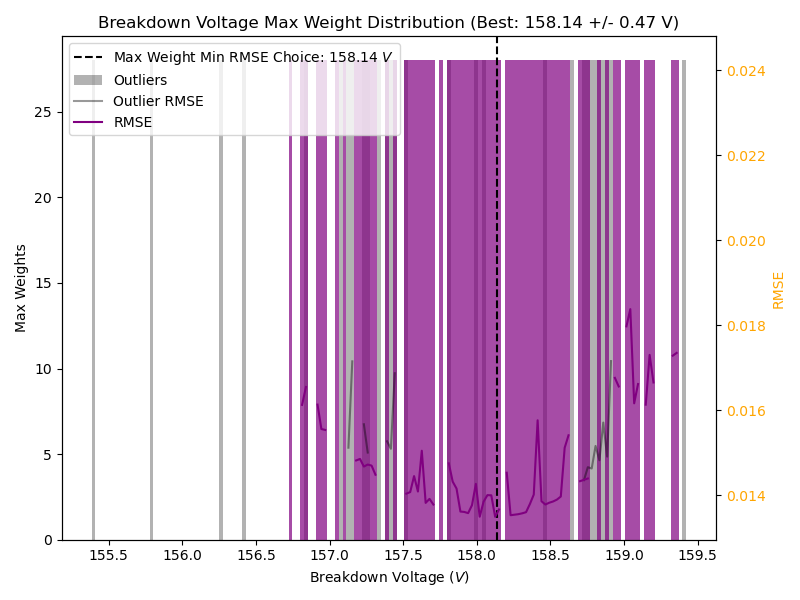 Breakdown Voltage Max Weight Distribution (Best: 158.14 +/- 0.47 V)
Max Weight Min RMSE Choice: 158.14 V
Outliers
Outlier RMSE
RMSE
Max Weights
25
20
15
10
5
0
0.024
0.022
0.020
0.018
0.016
0.014
RMSE
155.5 156.0 156.5 157.0 157.5 158.0 158.5 159.0 159.5
Breakdown Voltage (V)